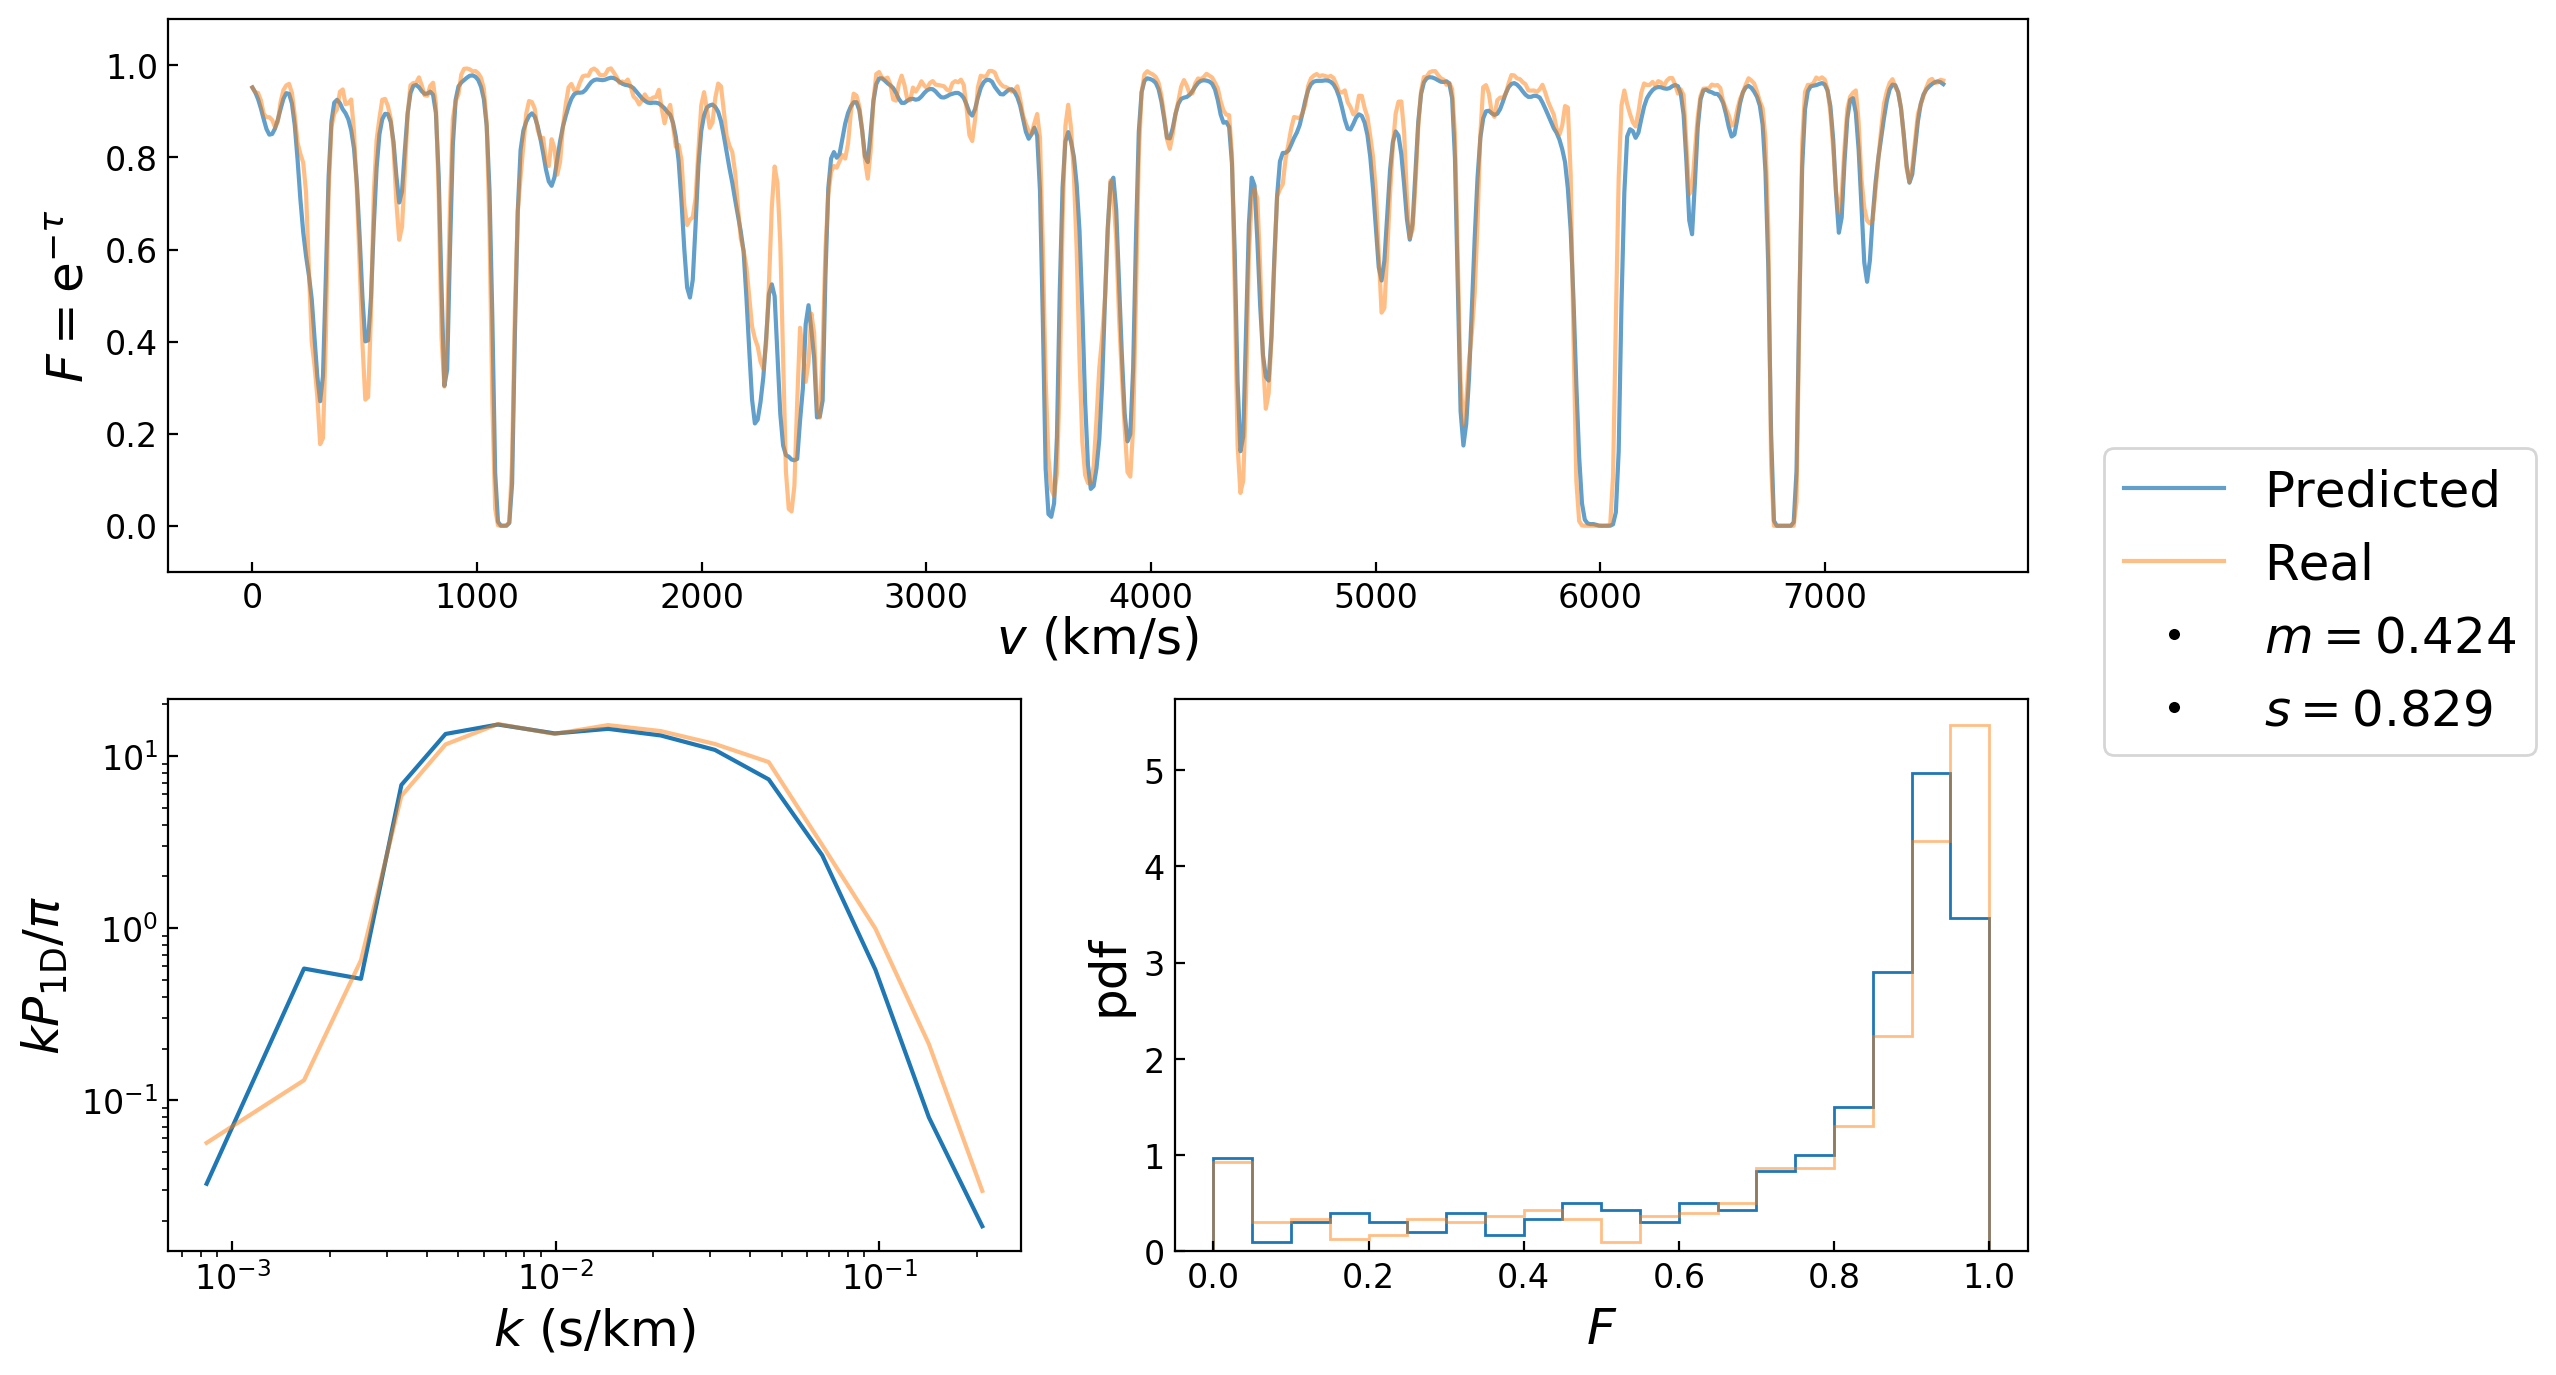 1.0
0.8
0.6
0.4
0.2
0.0
F = e^{−τ}
0 1000 2000 3000 4000 5000 6000 7000
v (km/s)
Predicted
Real
m = 0.424
s = 0.829
10^1
10^0
10^{−1}
kP_{1D}/π
10^{−3} 10^{−2} 10^{−1}
k (s/km)
5
4
3
2
1
0
pdf
0.0 0.2 0.4 0.6 0.8 1.0
F